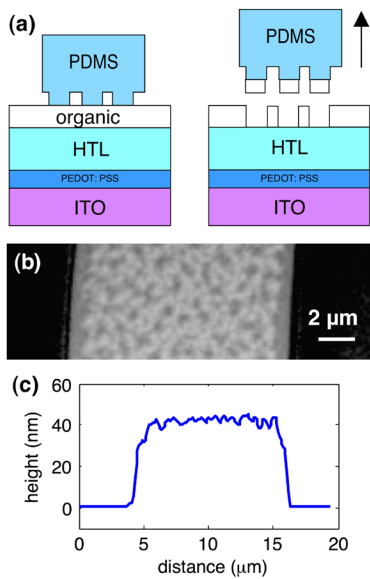 (a)
PDMS
PDMS
organic
HTL
HTL
PEDOT: PSS
PEDOT: PSS
ITO
ITO
(b)
2 µm
(c)
60
40
20
0
height (nm)
0
5
10
15
20
distance (µm)